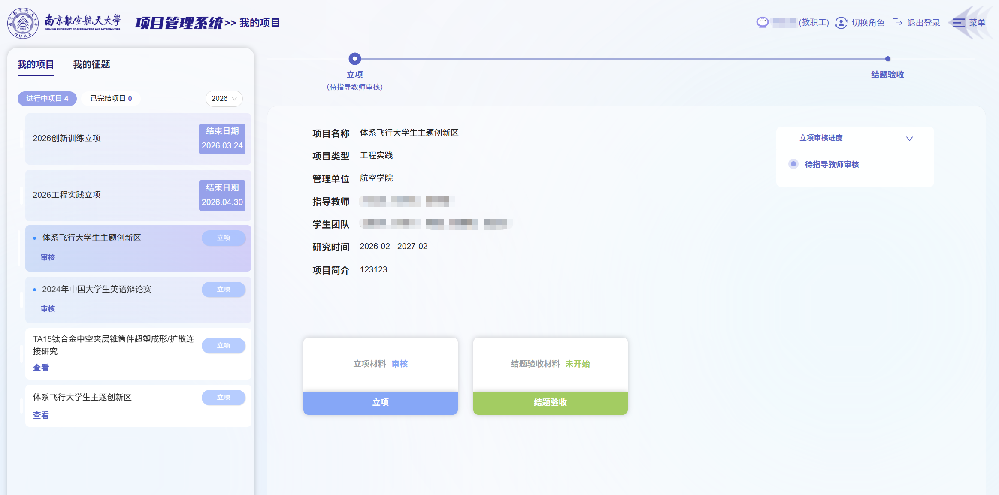 南京航空航天大學
NANJING UNIVERSITY OF AERONAUTICS AND ASTRONAUTICS
1952
NUAA
项目管理系统>> 我的项目
(教职工)
切换角色
退出登录
菜单
我的项目
我的征题
进行中项目 4
已完结项目 0
2026
2026创新训练立项
结束日期
2026.03.24
2026工程实践立项
结束日期
2026.04.30
体系飞行大学生主题创新区
立项
审核
2024年中国大学生英语辩论赛
立项
审核
TA15钛合金中空夹层锥筒件超塑成形/扩散连
接研究
立项
查看
体系飞行大学生主题创新区
立项
查看
立项
（待指导教师审核）
结题验收
项目名称 体系飞行大学生主题创新区
项目类型 工程实践
管理单位 航空学院
指导教师
学生团队
研究时间 2026-02 - 2027-02
项目简介 123123
立项审核进度
待指导教师审核
立项材料 审核
立项
结题验收材料 未开始
结题验收